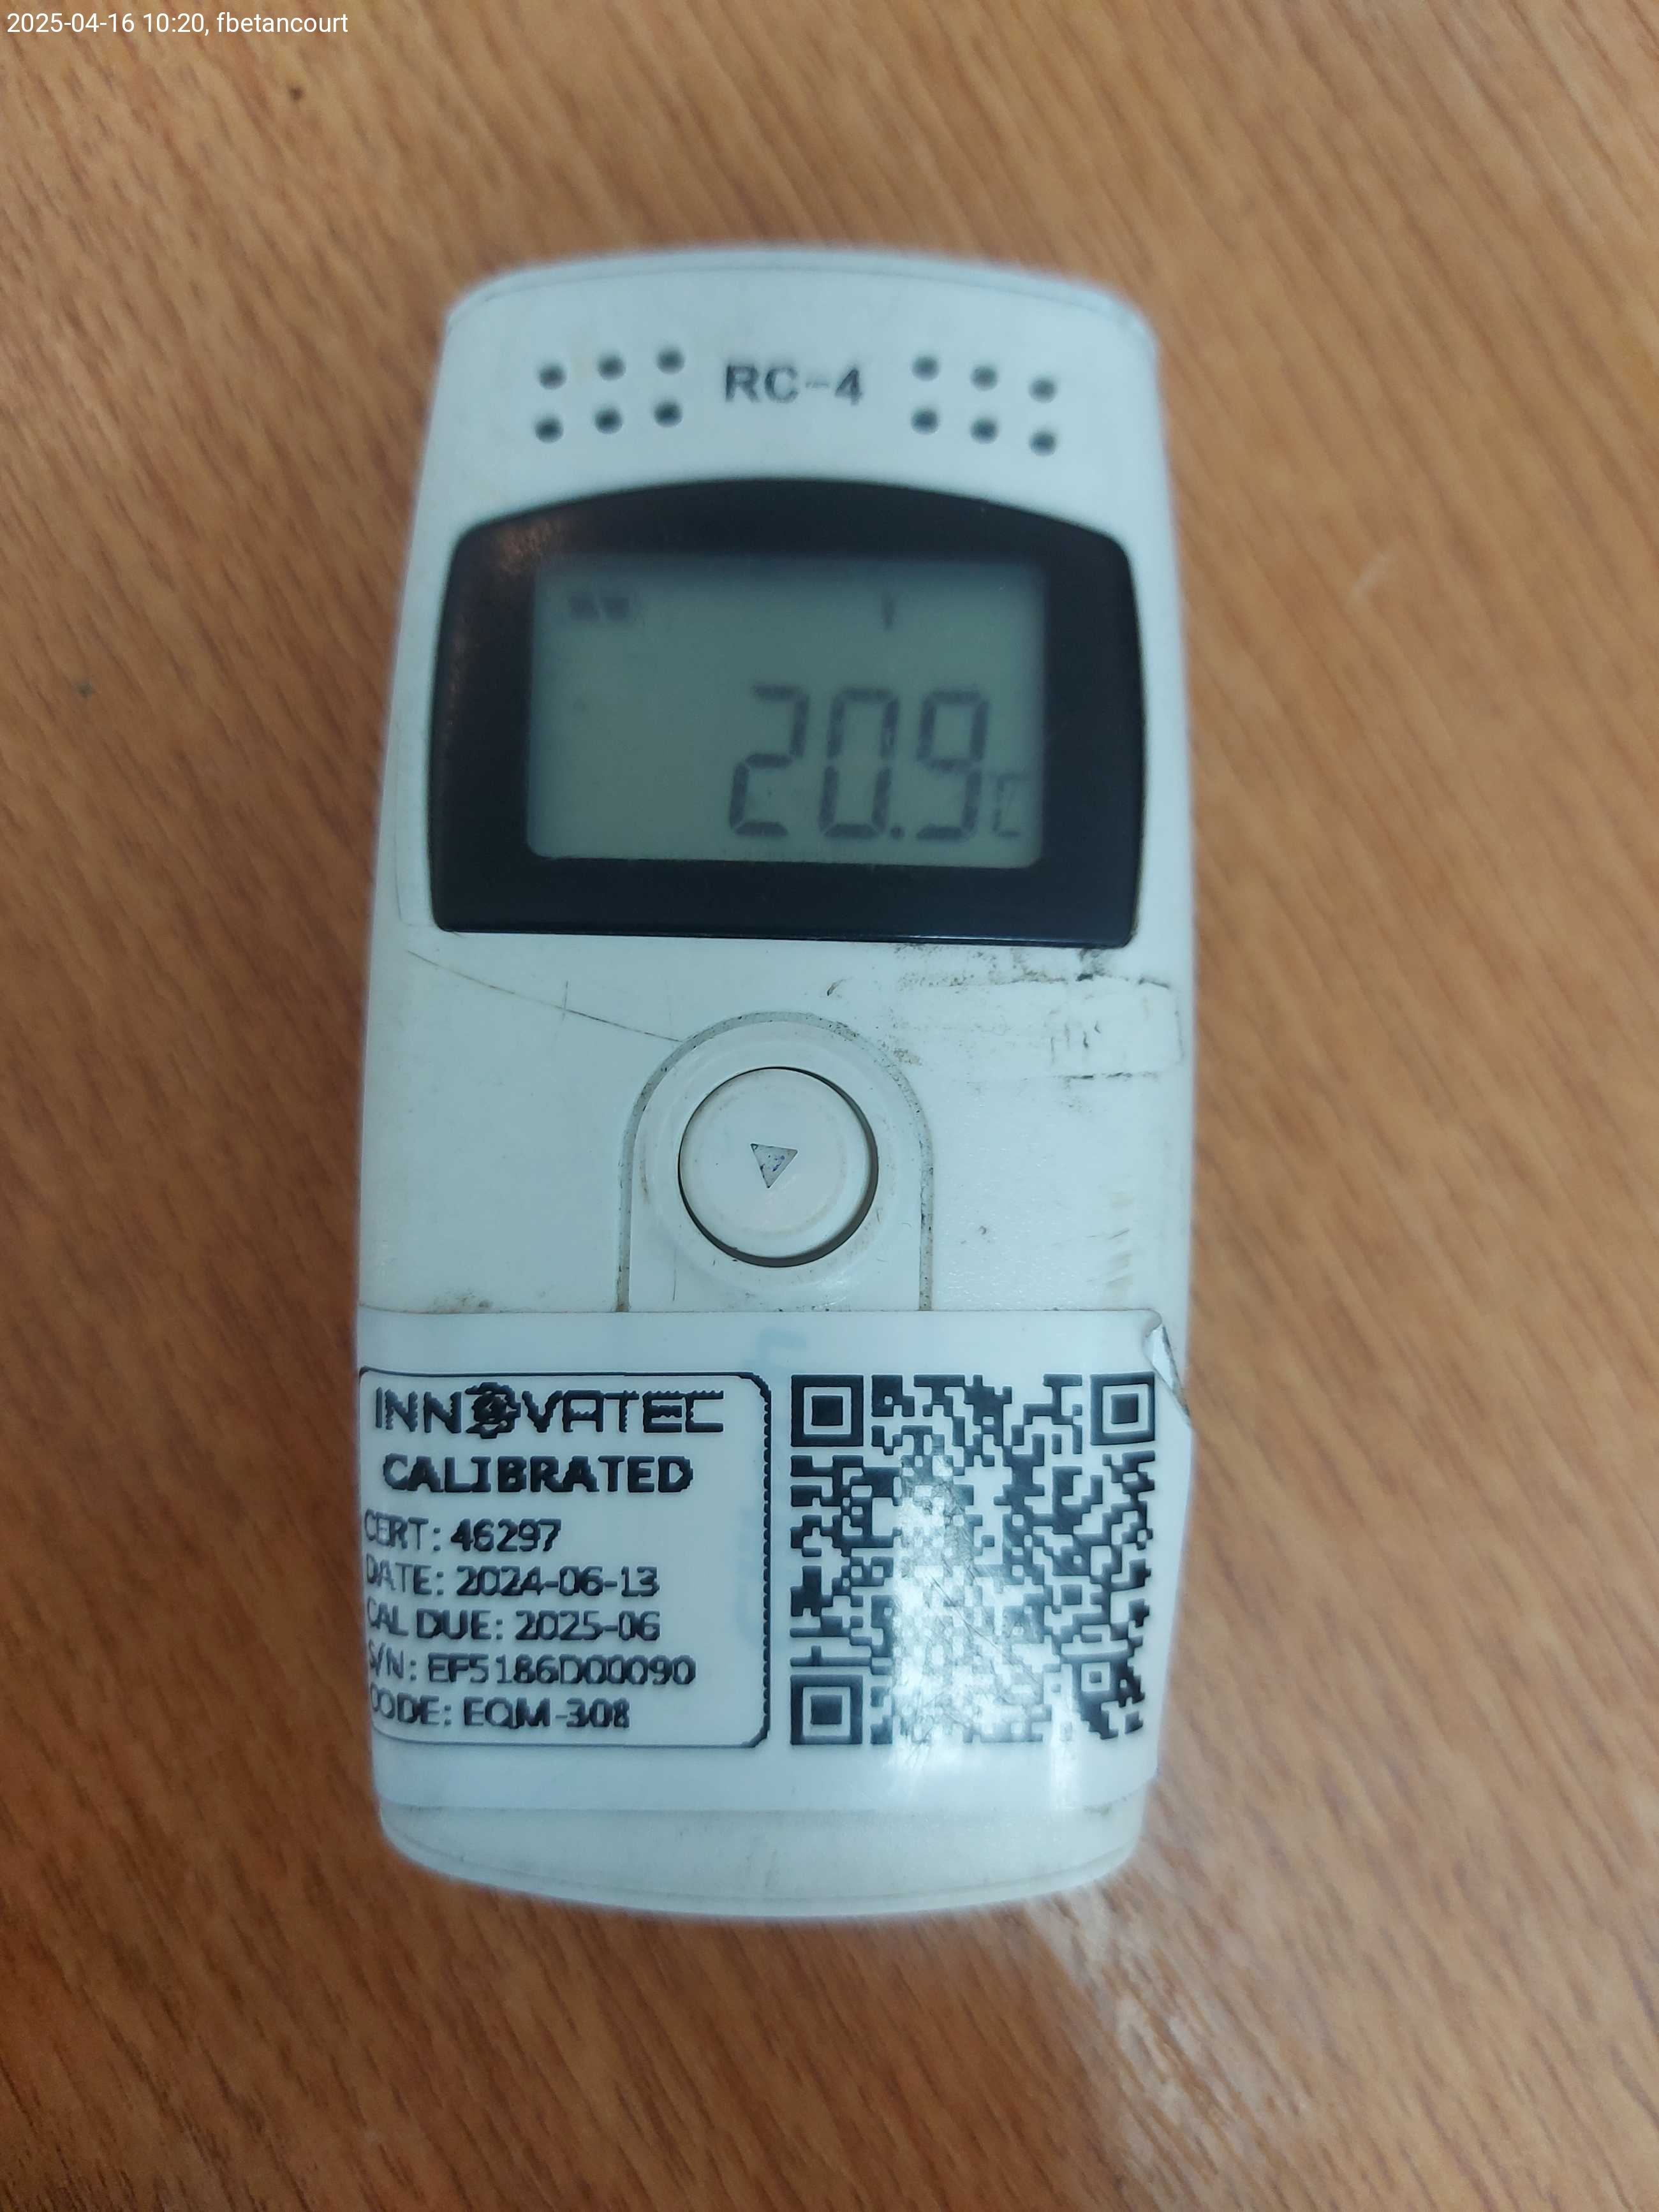 2025-04-16 10:20, fbetancourt
RC-4
20.9°C
INNOVATEC
CALIBRATED
CERT: 46297
DATE: 2024-06-13
CAL DUE: 2025-06
S/N: EF5186D00090
CODE: EQM-308